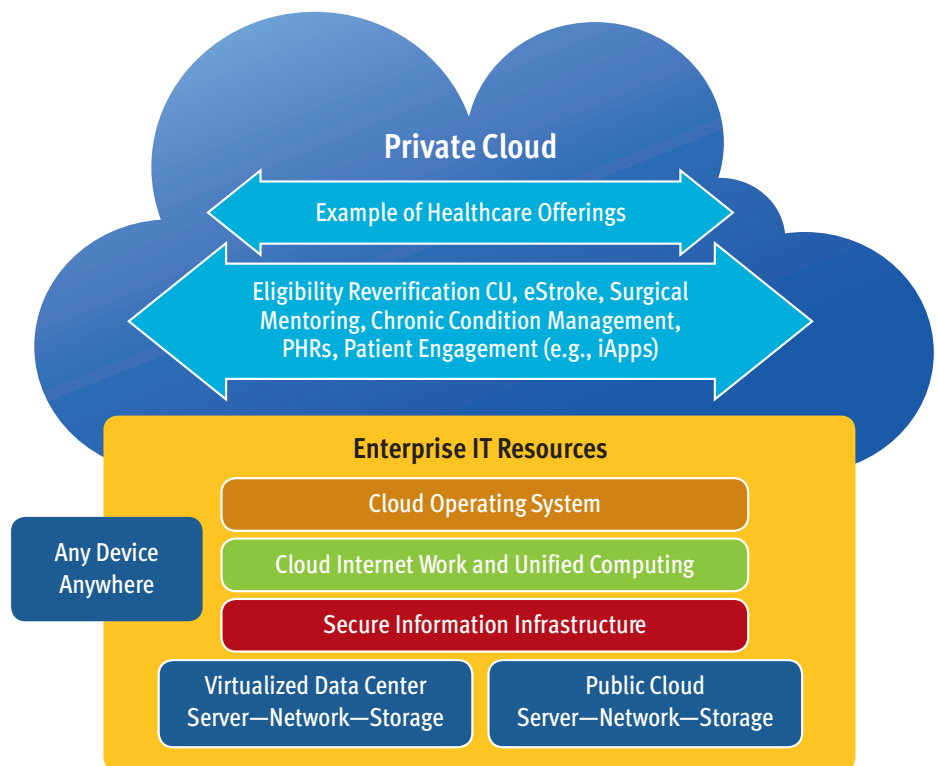 Private Cloud
Example of Healthcare Offerings
Eligibility Reverification CU, eStroke, Surgical
Mentoring, Chronic Condition Management,
PHRs, Patient Engagement (e.g., iApps)
Enterprise IT Resources
Cloud Operating System
Any Device
Anywhere
Cloud Internet Work and Unified Computing
Secure Information Infrastructure
Virtualized Data Center
Server—Network—Storage
Public Cloud
Server—Network—Storage